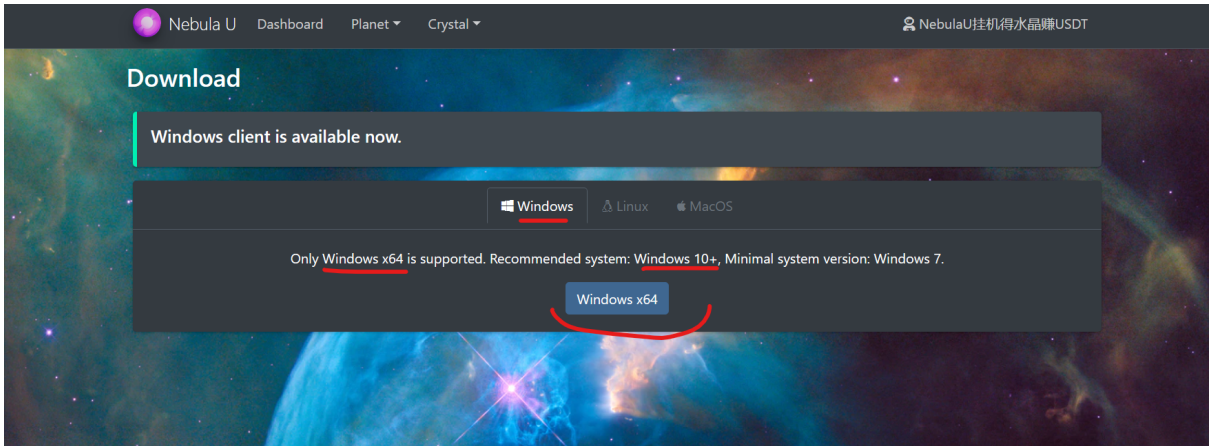 Nebula U Dashboard Planet Crystal NebulaU挂机得水晶赚USDT
Download
Windows client is available now.
Windows Linux MacOS
Only Windows x64 is supported. Recommended system: Windows 10+, Minimal system version: Windows 7.
Windows x64